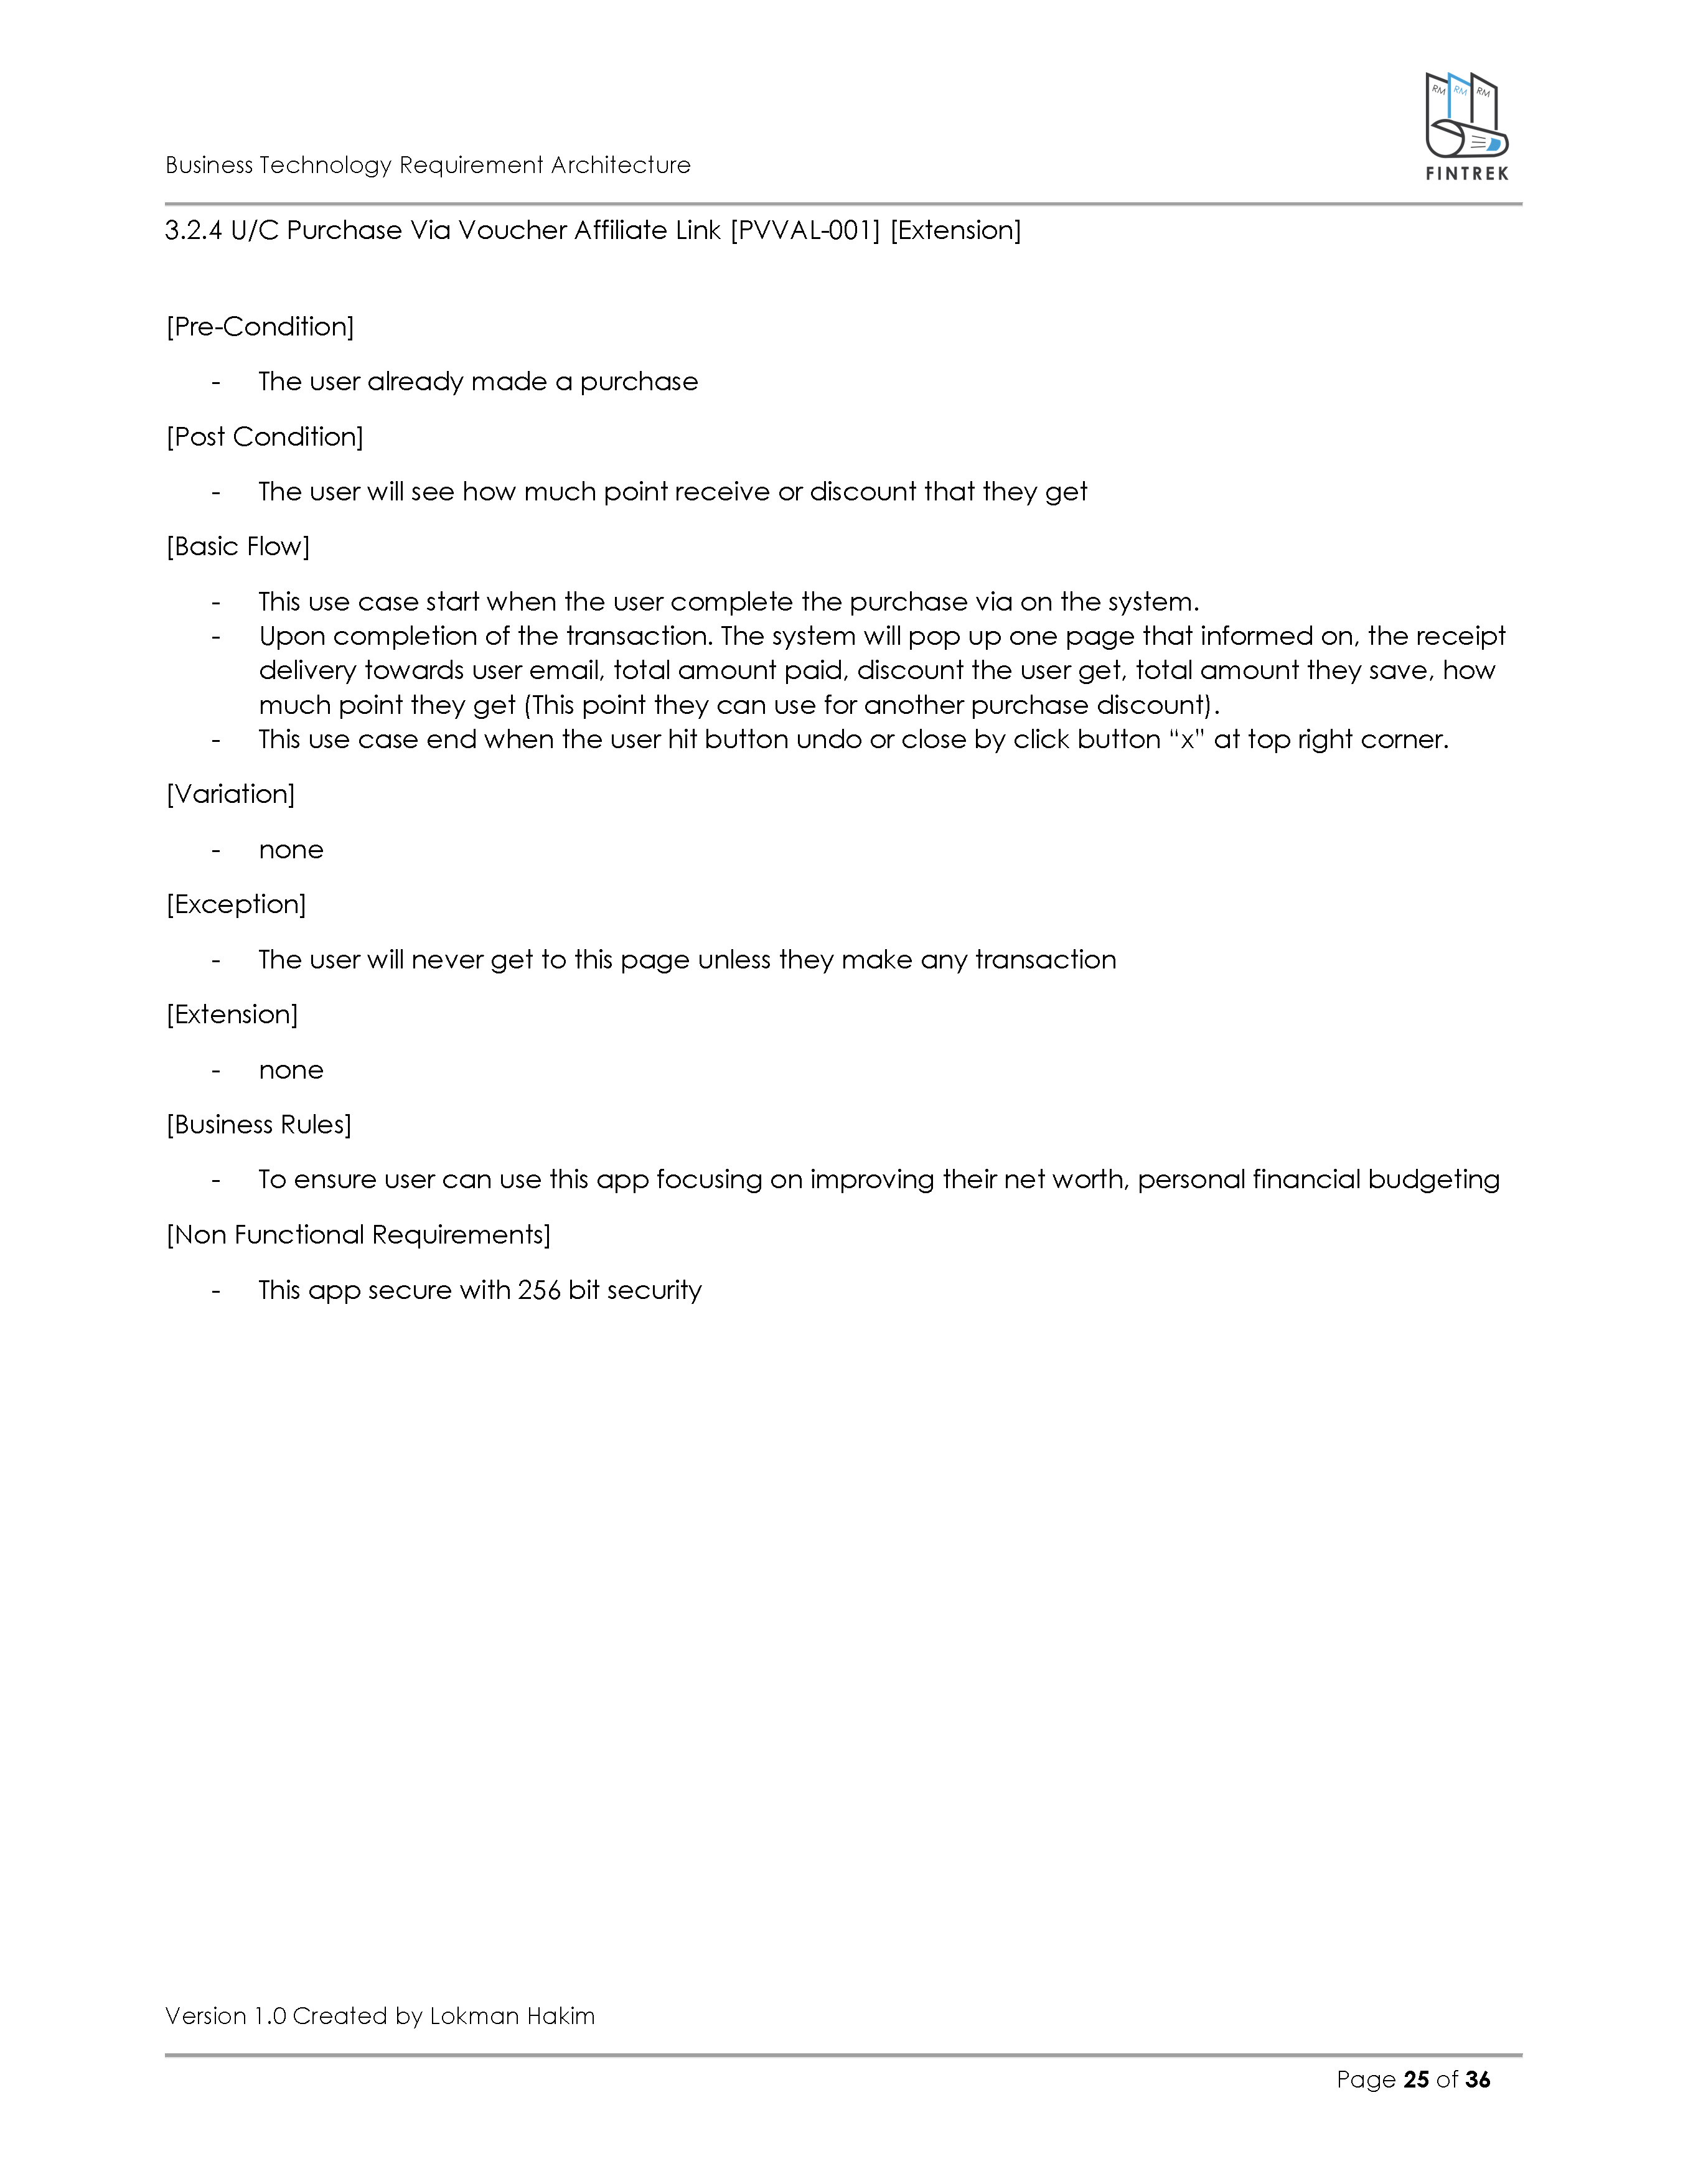 RM RM RM
FINTREK
Business Technology Requirement Architecture
3.2.4 U/C Purchase Via Voucher Affiliate Link [PVVAL-001] [Extension]
[Pre-Condition]
- The user already made a purchase
[Post Condition]
- The user will see how much point receive or discount that they get
[Basic Flow]
- This use case start when the user complete the purchase via on the system.
- Upon completion of the transaction. The system will pop up one page that informed on, the receipt
delivery towards user email, total amount paid, discount the user get, total amount they save, how
much point they get (This point they can use for another purchase discount).
- This use case end when the user hit button undo or close by click button “x” at top right corner.
[Variation]
- none
[Exception]
- The user will never get to this page unless they make any transaction
[Extension]
- none
[Business Rules]
- To ensure user can use this app focusing on improving their net worth, personal financial budgeting
[Non Functional Requirements]
- This app secure with 256 bit security
Version 1.0 Created by Lokman Hakim
Page 25 of 36